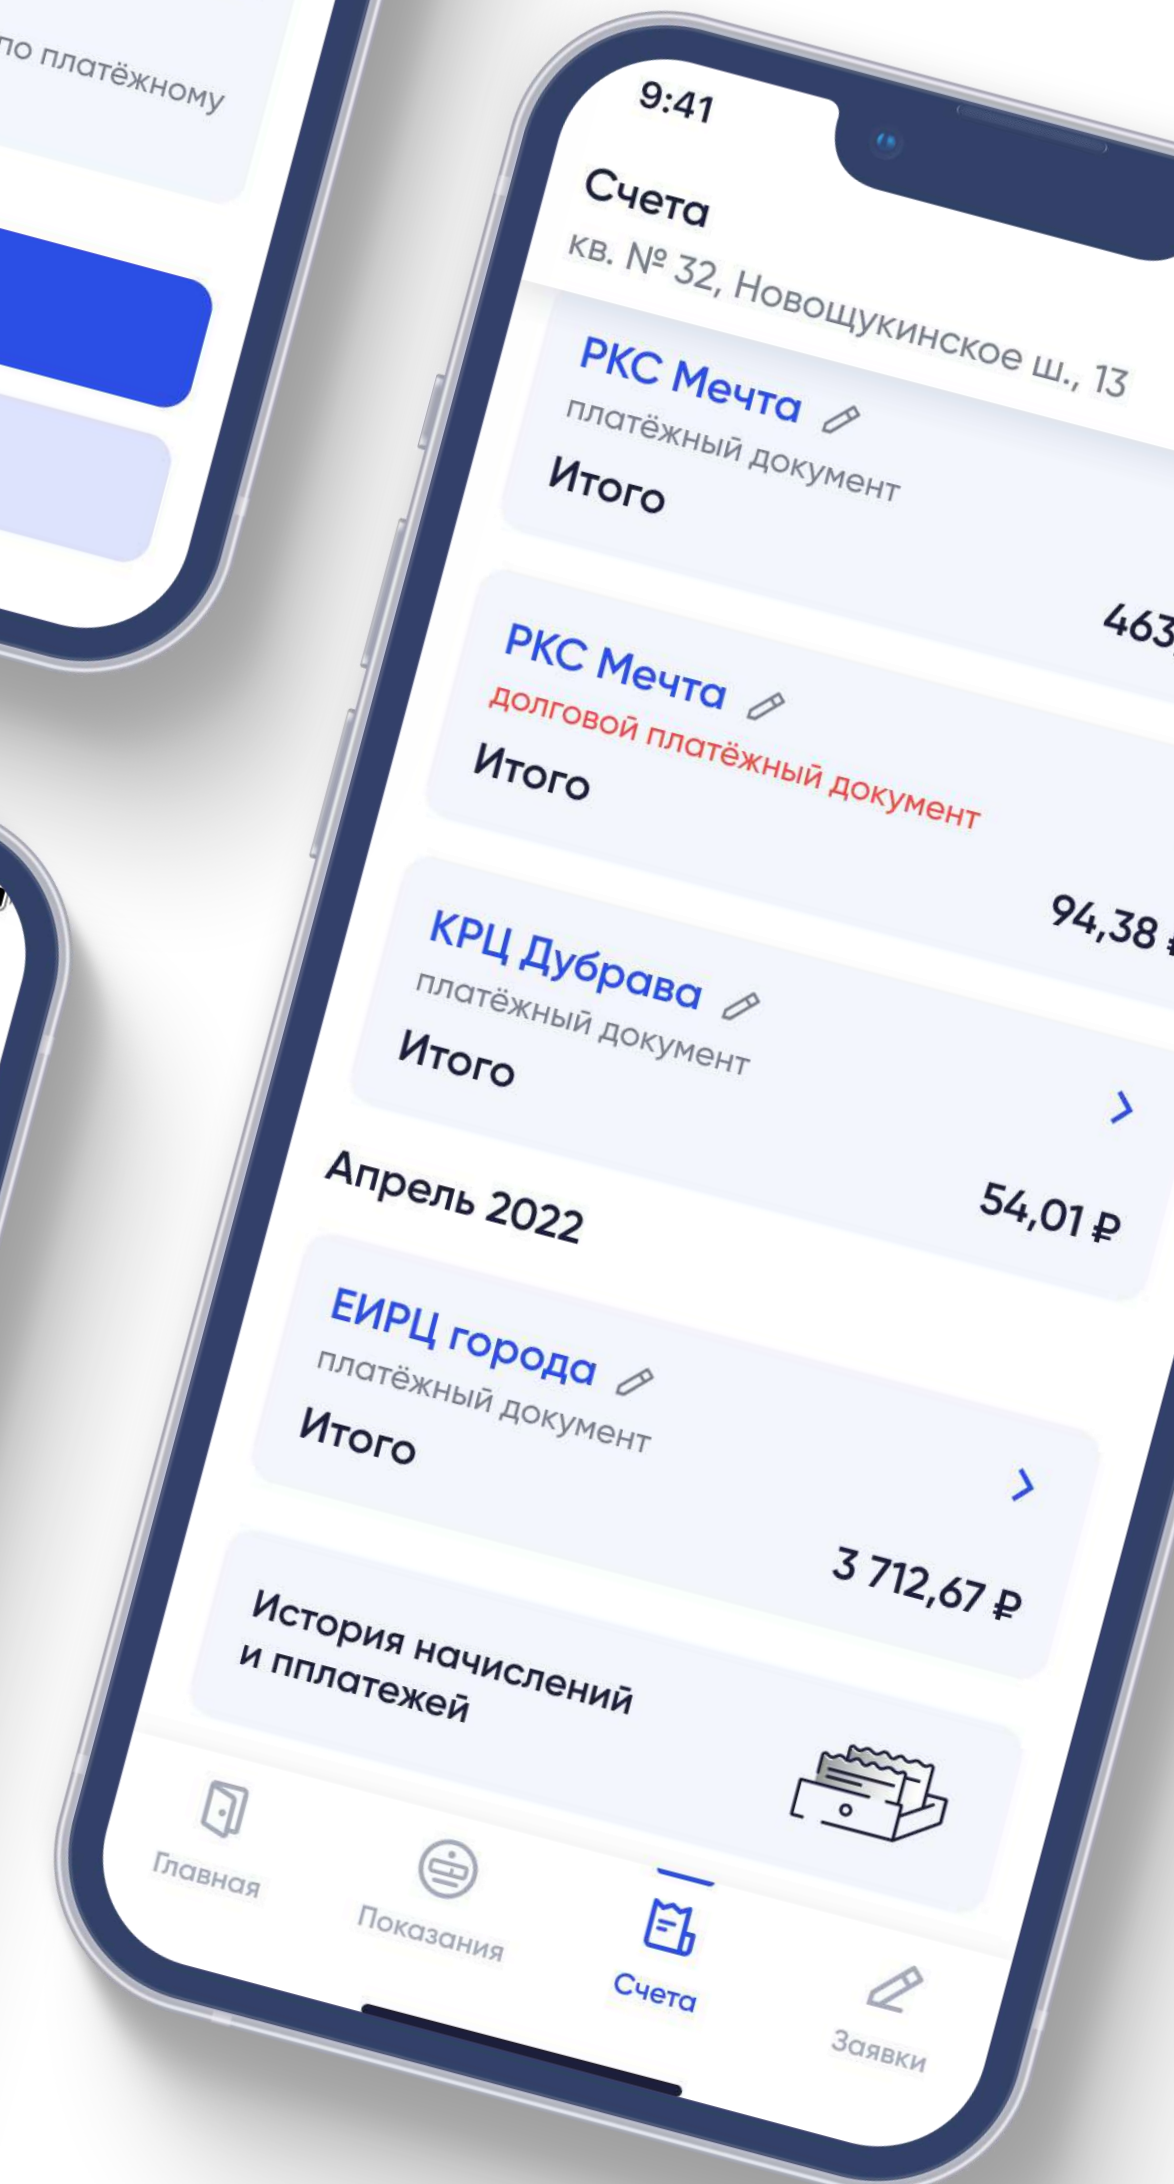 по платёжному
9:41
Счета
кв. № 32, Новощукинское ш., 13
РКС Мечта
платёжный документ
Итого
463,
РКС Мечта
долговой платёжный документ
Итого
94,38 ₽
КРЦ Дубрава
платёжный документ
Итого
54,01 ₽
Апрель 2022
ЕИРЦ города
платёжный документ
Итого
3 712,67 ₽
История начислений
и пплатежей
Главная
Показания
Счета
Заявки